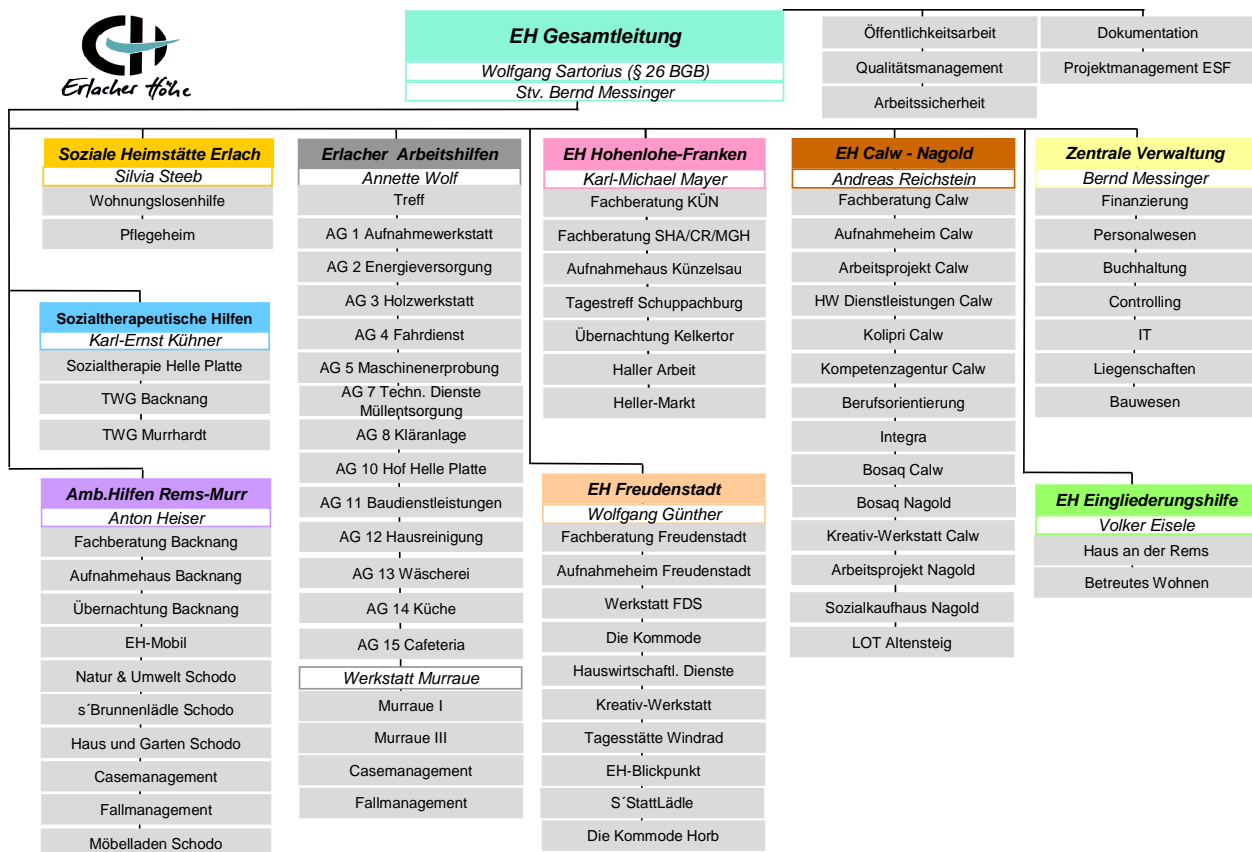 Erlacher Höhe
EH Gesamtleitung
Wolfgang Sartorius (§ 26 BGB)
Stv. Bernd Messinger
Öffentlichkeitsarbeit
Qualitätsmanagement
Arbeitssicherheit
Dokumentation
Projektmanagement ESF
Soziale Heimstätte Erlach
Silvia Steeb
Wohnungslosenhilfe
Pflegeheim
Sozialtherapeutische Hilfen
Karl-Ernst Kühner
Sozialtherapie Helle Platte
TWG Backnang
TWG Murrhardt
Amb.Hilfen Rems-Murr
Anton Heiser
Fachberatung Backnang
Aufnahmehaus Backnang
Übernachtung Backnang
EH-Mobil
Natur & Umwelt Schodo
s´Brunnenlädle Schodo
Haus und Garten Schodo
Casemanagement
Fallmanagement
Möbelladen Schodo
Erlacher Arbeitshilfen
Annette Wolf
Treff
AG 1 Aufnahmewerkstatt
AG 2 Energieversorgung
AG 3 Holzwerkstatt
AG 4 Fahrdienst
AG 5 Maschinenerprobung
AG 7 Techn. Dienste
Müllentsorgung
AG 8 Kläranlage
AG 10 Hof Helle Platte
AG 11 Baudienstleistungen
AG 12 Hausreinigung
AG 13 Wäscherei
AG 14 Küche
AG 15 Cafeteria
Werkstatt Murraue
Murraue I
Murraue III
Casemanagement
Fallmanagement
EH Hohenlohe-Franken
Karl-Michael Mayer
Fachberatung KÜN
Fachberatung SHA/CR/MGH
Aufnahmehaus Künzelsau
Tagestreff Schuppachburg
Übernachtung Kelkertor
Haller Arbeit
Heller-Markt
EH Freudenstadt
Wolfgang Günther
Fachberatung Freudenstadt
Aufnahmeheim Freudenstadt
Werkstatt FDS
Die Kommode
Hauswirtschaftl. Dienste
Kreativ-Werkstatt
Tagesstätte Windrad
EH-Blickpunkt
S´StattLädle
Die Kommode Horb
EH Calw - Nagold
Andreas Reichstein
Fachberatung Calw
Aufnahmeheim Calw
Arbeitsprojekt Calw
HW Dienstleistungen Calw
Kolipri Calw
Kompetenzagentur Calw
Berufsorientierung
Integra
Bosaq Calw
Bosaq Nagold
Kreativ-Werkstatt Calw
Arbeitsprojekt Nagold
Sozialkaufhaus Nagold
LOT Altensteig
Zentrale Verwaltung
Bernd Messinger
Finanzierung
Personalwesen
Buchhaltung
Controlling
IT
Liegenschaften
Bauwesen
EH Eingliederungshilfe
Volker Eisele
Haus an der Rems
Betreutes Wohnen